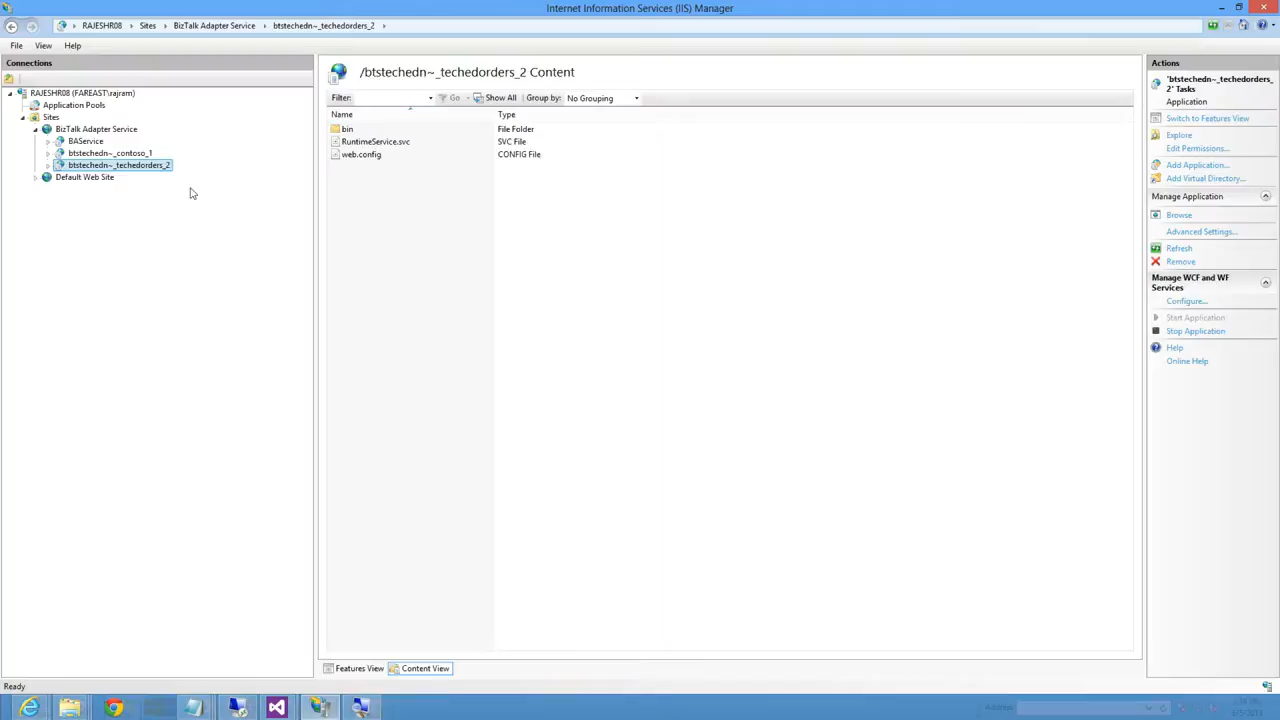 Internet Information Services (IIS) Manager
RAJESHR08 Sites BizTalk Adapter Service btstechedn~_techedorders_2
File View Help
Connections
RAJESHR08 (FAREAST\rajram)
Application Pools
Sites
BizTalk Adapter Service
BAService
btstechedn~_contoso_1
btstechedn~_techedorders_2
Default Web Site
/btstechedn~_techedorders_2 Content
Filter: Go Show All Group by: No Grouping
Name Type
bin File Folder
RuntimeService.svc SVC File
web.config CONFIG File
Features View Content View
Actions
'btstechedn~_techedorders_
2' Tasks
Application
Switch to Features View
Explore
Edit Permissions...
Add Application...
Add Virtual Directory...
Manage Application
Browse
Advanced Settings...
Refresh
Remove
Manage WCF and WF
Services
Configure...
Start Application
Stop Application
Help
Online Help
Ready
Address